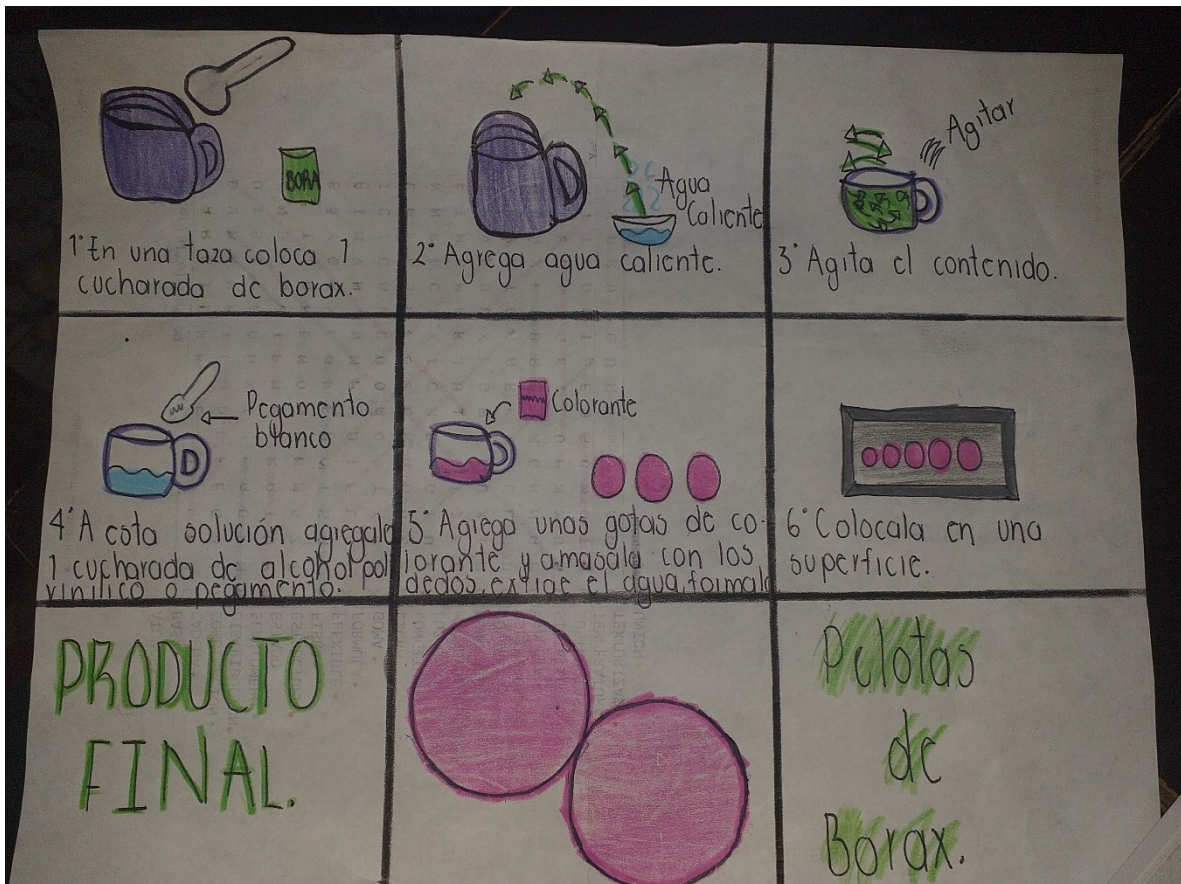 BORA
1° En una taza coloca 1
cucharada de borax.
Agua
Caliente
2° Agrega agua caliente.
Agitar
3° Agita el contenido.
Pegamento
blanco
4° A esta solución agregale
1 cucharada de alcohol poli
vinilico o pegamento.
Colorante
5° Agrega unas gotas de co-
lorante y amasala con los
dedos, extrae el agua, formala
6° Colocala en una
superficie.
PRODUCTO
FINAL.
Pelotas
de
Borax.